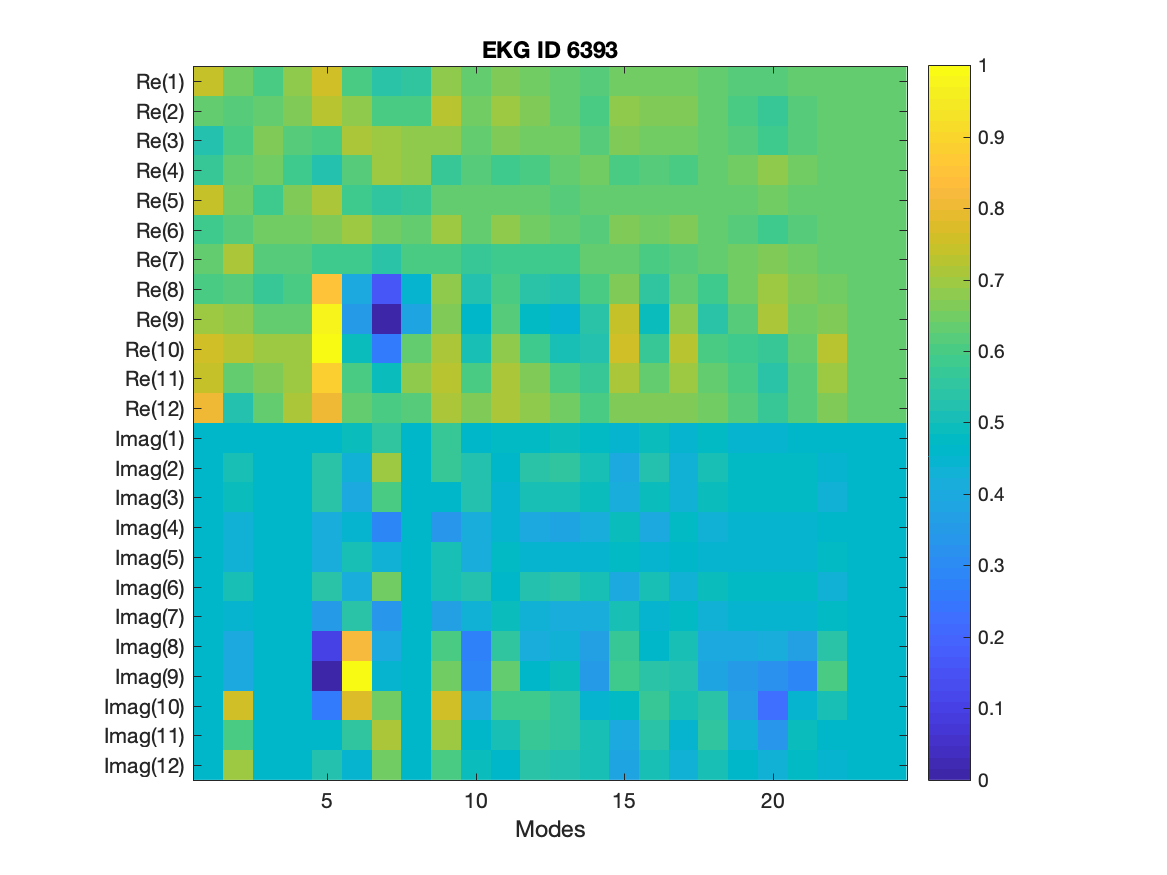 EKG ID 6393
Re(1)
Re(2)
Re(3)
Re(4)
Re(5)
Re(6)
Re(7)
Re(8)
Re(9)
Re(10)
Re(11)
Re(12)
Imag(1)
Imag(2)
Imag(3)
Imag(4)
Imag(5)
Imag(6)
Imag(7)
Imag(8)
Imag(9)
Imag(10)
Imag(11)
Imag(12)
5 10 15 20
Modes
1
0.9
0.8
0.7
0.6
0.5
0.4
0.3
0.2
0.1
0